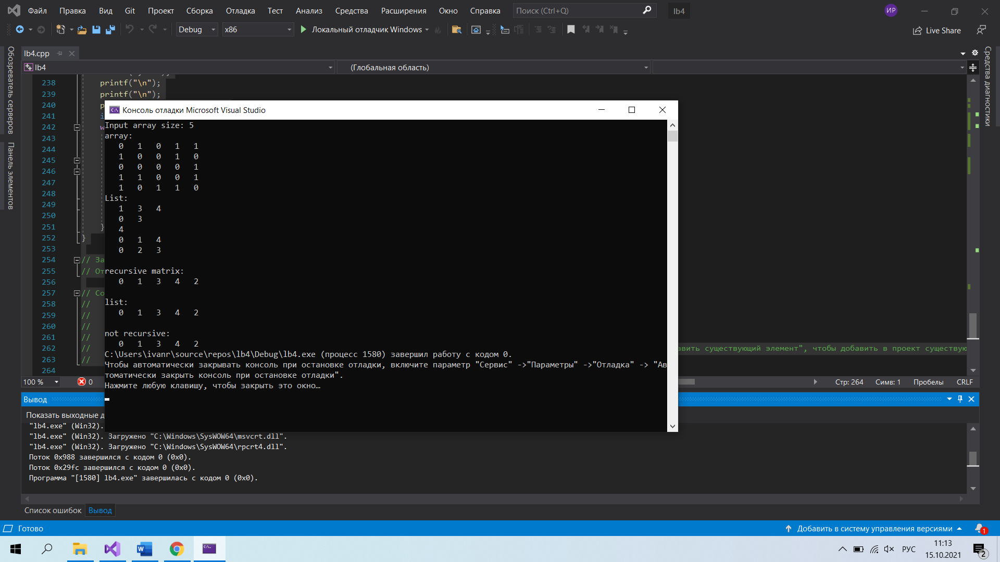 Файл Правка Вид Git Проект Сборка Отладка Тест Анализ Средства Расширения Окно Справка Поиск (Ctrl+Q) lb4 ИР
Debug x86 Локальный отладчик Windows Live Share
Обозреватель серверов
Панель элементов
Средства диагностики
lb4.cpp
lb4 (Глобальная область)
238 printf("\n");
239 printf("\n");
240 p
241 i
242 w
243
244
245
246
247
248
249
250
251 }
252 }
253
254 // За
255 // От
256
257 // Со
258 //
259 //
260 //
261 //
262 // авить существующий элемент", чтобы добавить в проект существую
263 //
264
Консоль отладки Microsoft Visual Studio
Input array size: 5
array:
0 1 0 1 1
1 0 0 1 0
0 0 0 0 1
1 1 0 0 1
1 0 1 1 0
List:
1 3 4
0 3
4
0 1 4
0 2 3
recursive matrix:
0 1 3 4 2
list:
0 1 3 4 2
not recursive:
0 1 3 4 2
C:\Users\ivanr\source\repos\lb4\Debug\lb4.exe (процесс 1580) завершил работу с кодом 0.
Чтобы автоматически закрывать консоль при остановке отладки, включите параметр "Сервис" ->"Параметры" ->"Отладка" -> "Ав
томатически закрыть консоль при остановке отладки".
Нажмите любую клавишу, чтобы закрыть это окно…
100 % 0 Стр: 264 Симв: 1 Пробелы CRLF
Вывод
Показать выходные д
"lb4.exe" (Win32).
"lb4.exe" (Win32). Загружено "C:\Windows\SysWOW64\msvcrt.dll".
"lb4.exe" (Win32). Загружено "C:\Windows\SysWOW64\rpcrt4.dll".
Поток 0x988 завершился с кодом 0 (0x0).
Поток 0x29fc завершился с кодом 0 (0x0).
Программа "[1580] lb4.exe" завершилась с кодом 0 (0x0).
Список ошибок Вывод
Готово Добавить в систему управления версиями 1
РУС 11:13
15.10.2021 2